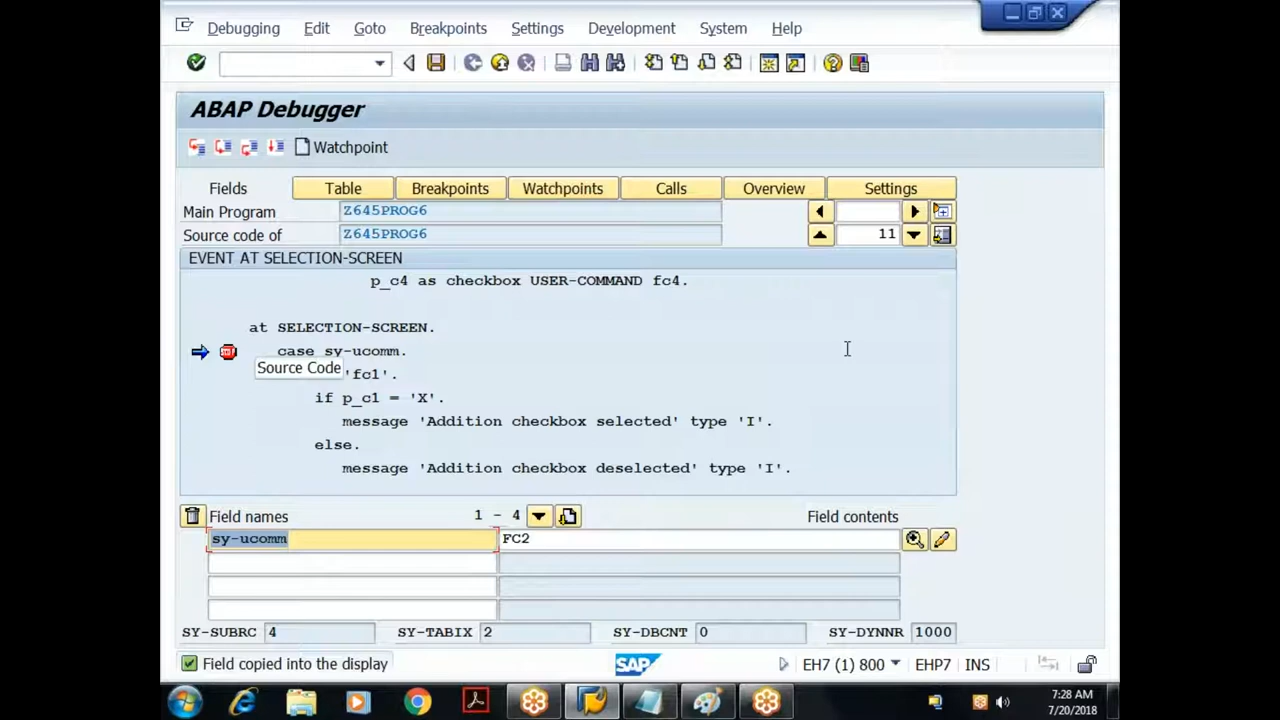 Debugging Edit Goto Breakpoints Settings Development System Help
ABAP Debugger
Watchpoint
Fields Table Breakpoints Watchpoints Calls Overview Settings
Main Program Z645PROG6
Source code of Z645PROG6 11
EVENT AT SELECTION-SCREEN
p_c4 as checkbox USER-COMMAND fc4.
at SELECTION-SCREEN.
case sy-ucomm.
Source Code
'fc1'.
if p_c1 = 'X'.
message 'Addition checkbox selected' type 'I'.
else.
message 'Addition checkbox deselected' type 'I'.
Field names 1 - 4 Field contents
sy-ucomm FC2
SY-SUBRC 4 SY-TABIX 2 SY-DBCNT 0 SY-DYNNR 1000
Field copied into the display SAP EH7 (1) 800 EHP7 INS
7:28 AM
7/20/2018